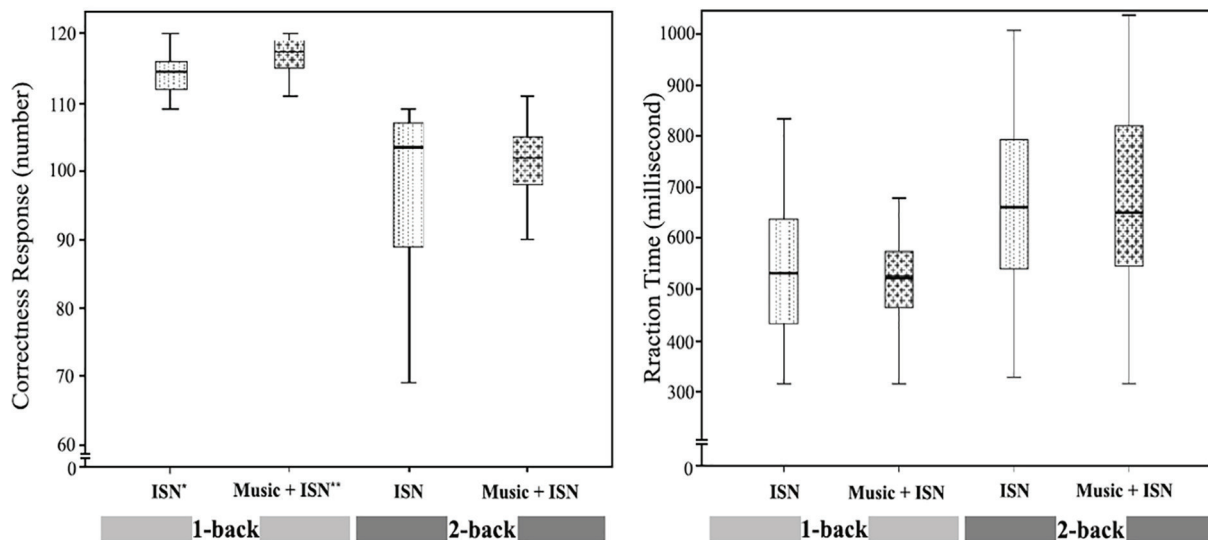 Correctness Response (number)
120
110
100
90
80
70
60
0
ISN* Music + ISN** ISN Music + ISN
1-back 2-back
Rraction Time (millisecond)
1000
900
800
700
600
500
400
300
0
ISN Music + ISN ISN Music + ISN
1-back 2-back